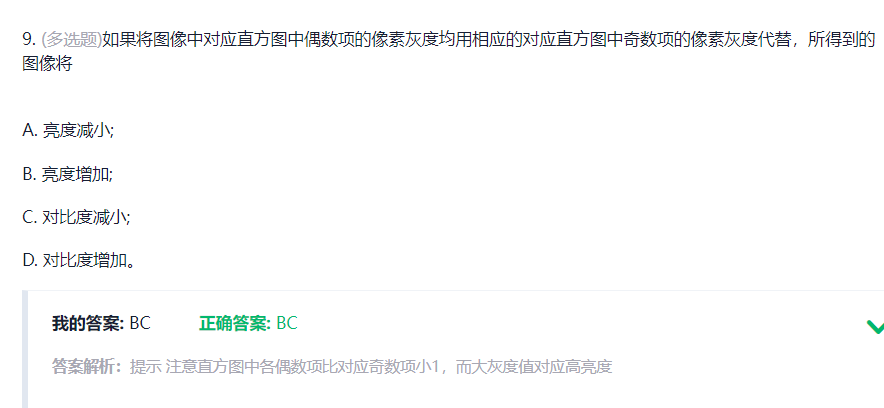 9. (多选题)如果将图像中对应直方图中偶数项的像素灰度均用相应的对应直方图中奇数项的像素灰度代替，所得到的
图像将
A. 亮度减小;
B. 亮度增加;
C. 对比度减小;
D. 对比度增加。
我的答案: BC 正确答案: BC
答案解析：提示 注意直方图中各偶数项比对应奇数项小1，而大灰度值对应高亮度